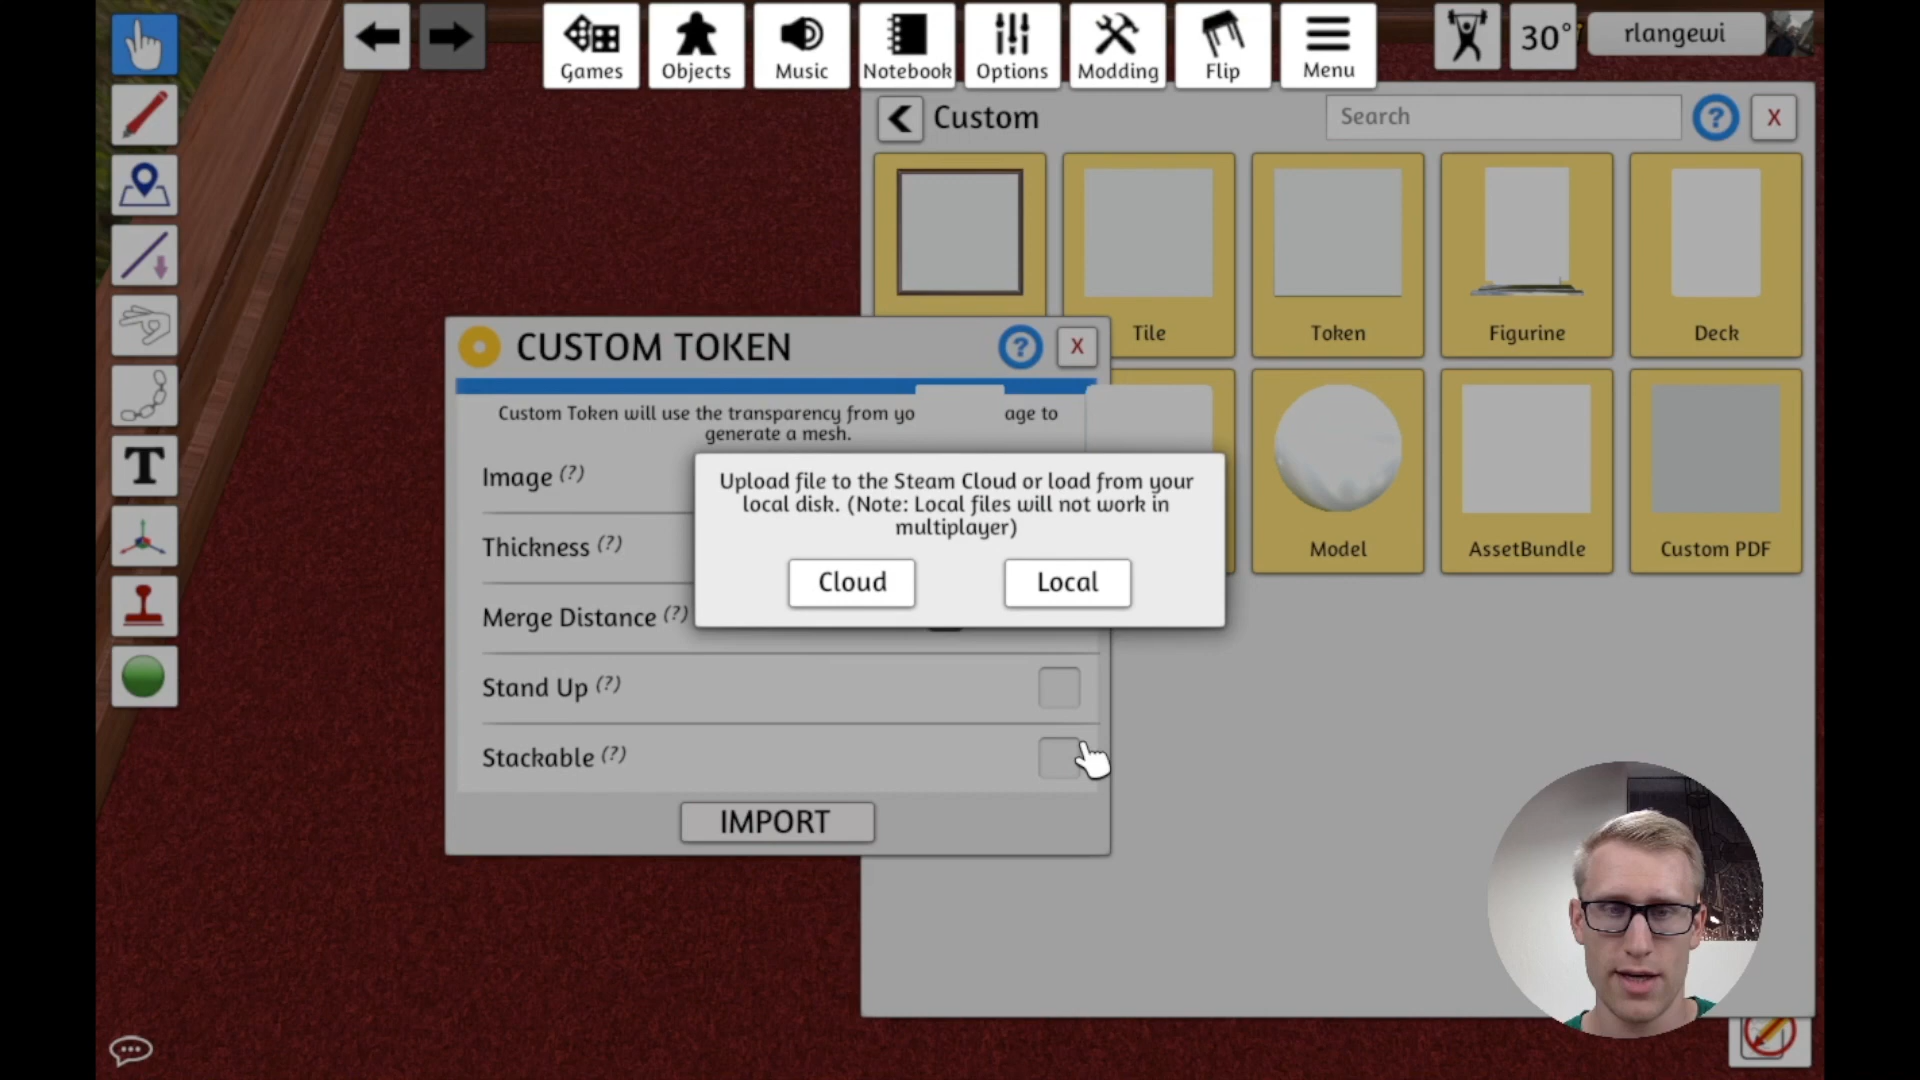 Games
Objects
Music
Notebook
Options
Modding
Flip
Menu
30°
rlangewi
Custom
Search
?
X
Tile
Token
Figurine
Deck
CUSTOM TOKEN
?
X
Custom Token will use the transparency from yo age to
generate a mesh.
Image (?)
Upload file to the Steam Cloud or load from your
local disk. (Note: Local files will not work in
multiplayer)
Cloud
Local
Thickness (?)
Merge Distance (?)
Stand Up (?)
Stackable (?)
IMPORT
Model
AssetBundle
Custom PDF
T